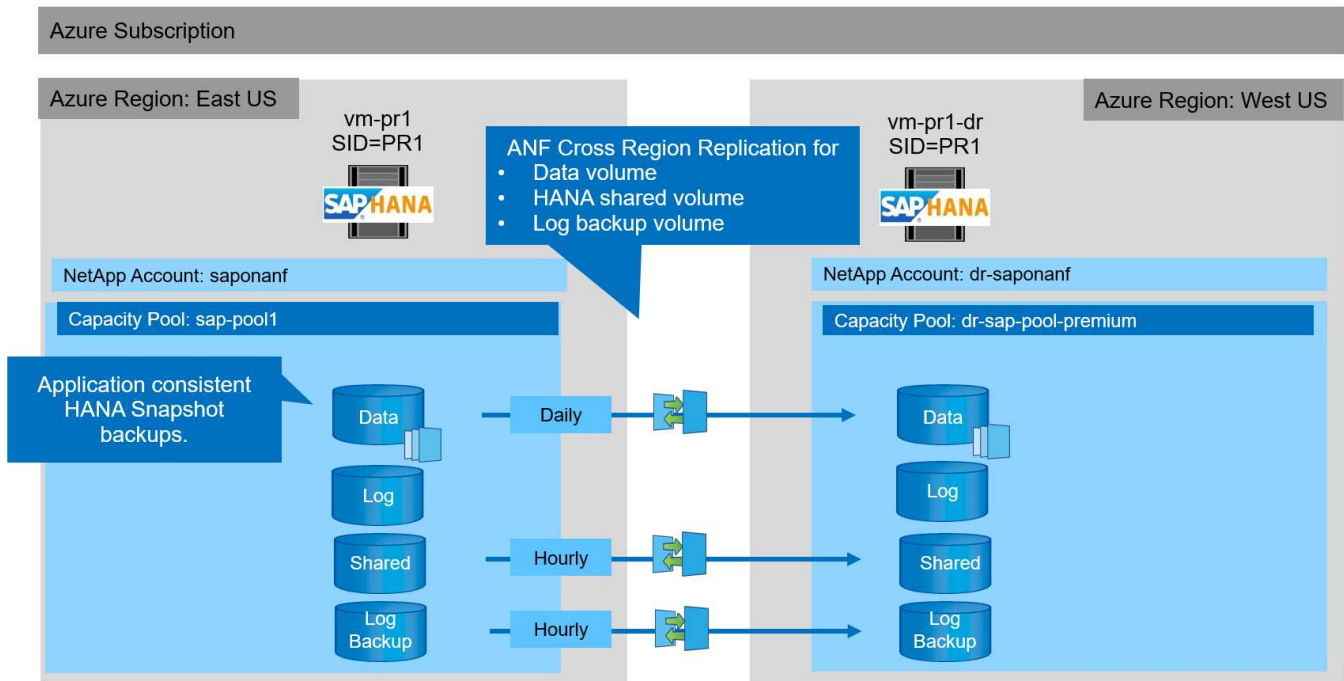 Azure Subscription
Azure Region: East US
Azure Region: West US
vm-pr1
SID=PR1
SAP HANA
ANF Cross Region Replication for
• Data volume
• HANA shared volume
• Log backup volume
vm-pr1-dr
SID=PR1
SAP HANA
NetApp Account: saponanf
NetApp Account: dr-saponanf
Capacity Pool: sap-pool1
Capacity Pool: dr-sap-pool-premium
Application consistent
HANA Snapshot
backups.
Data
Daily
Data
Log
Log
Shared
Hourly
Shared
Log
Backup
Hourly
Log
Backup